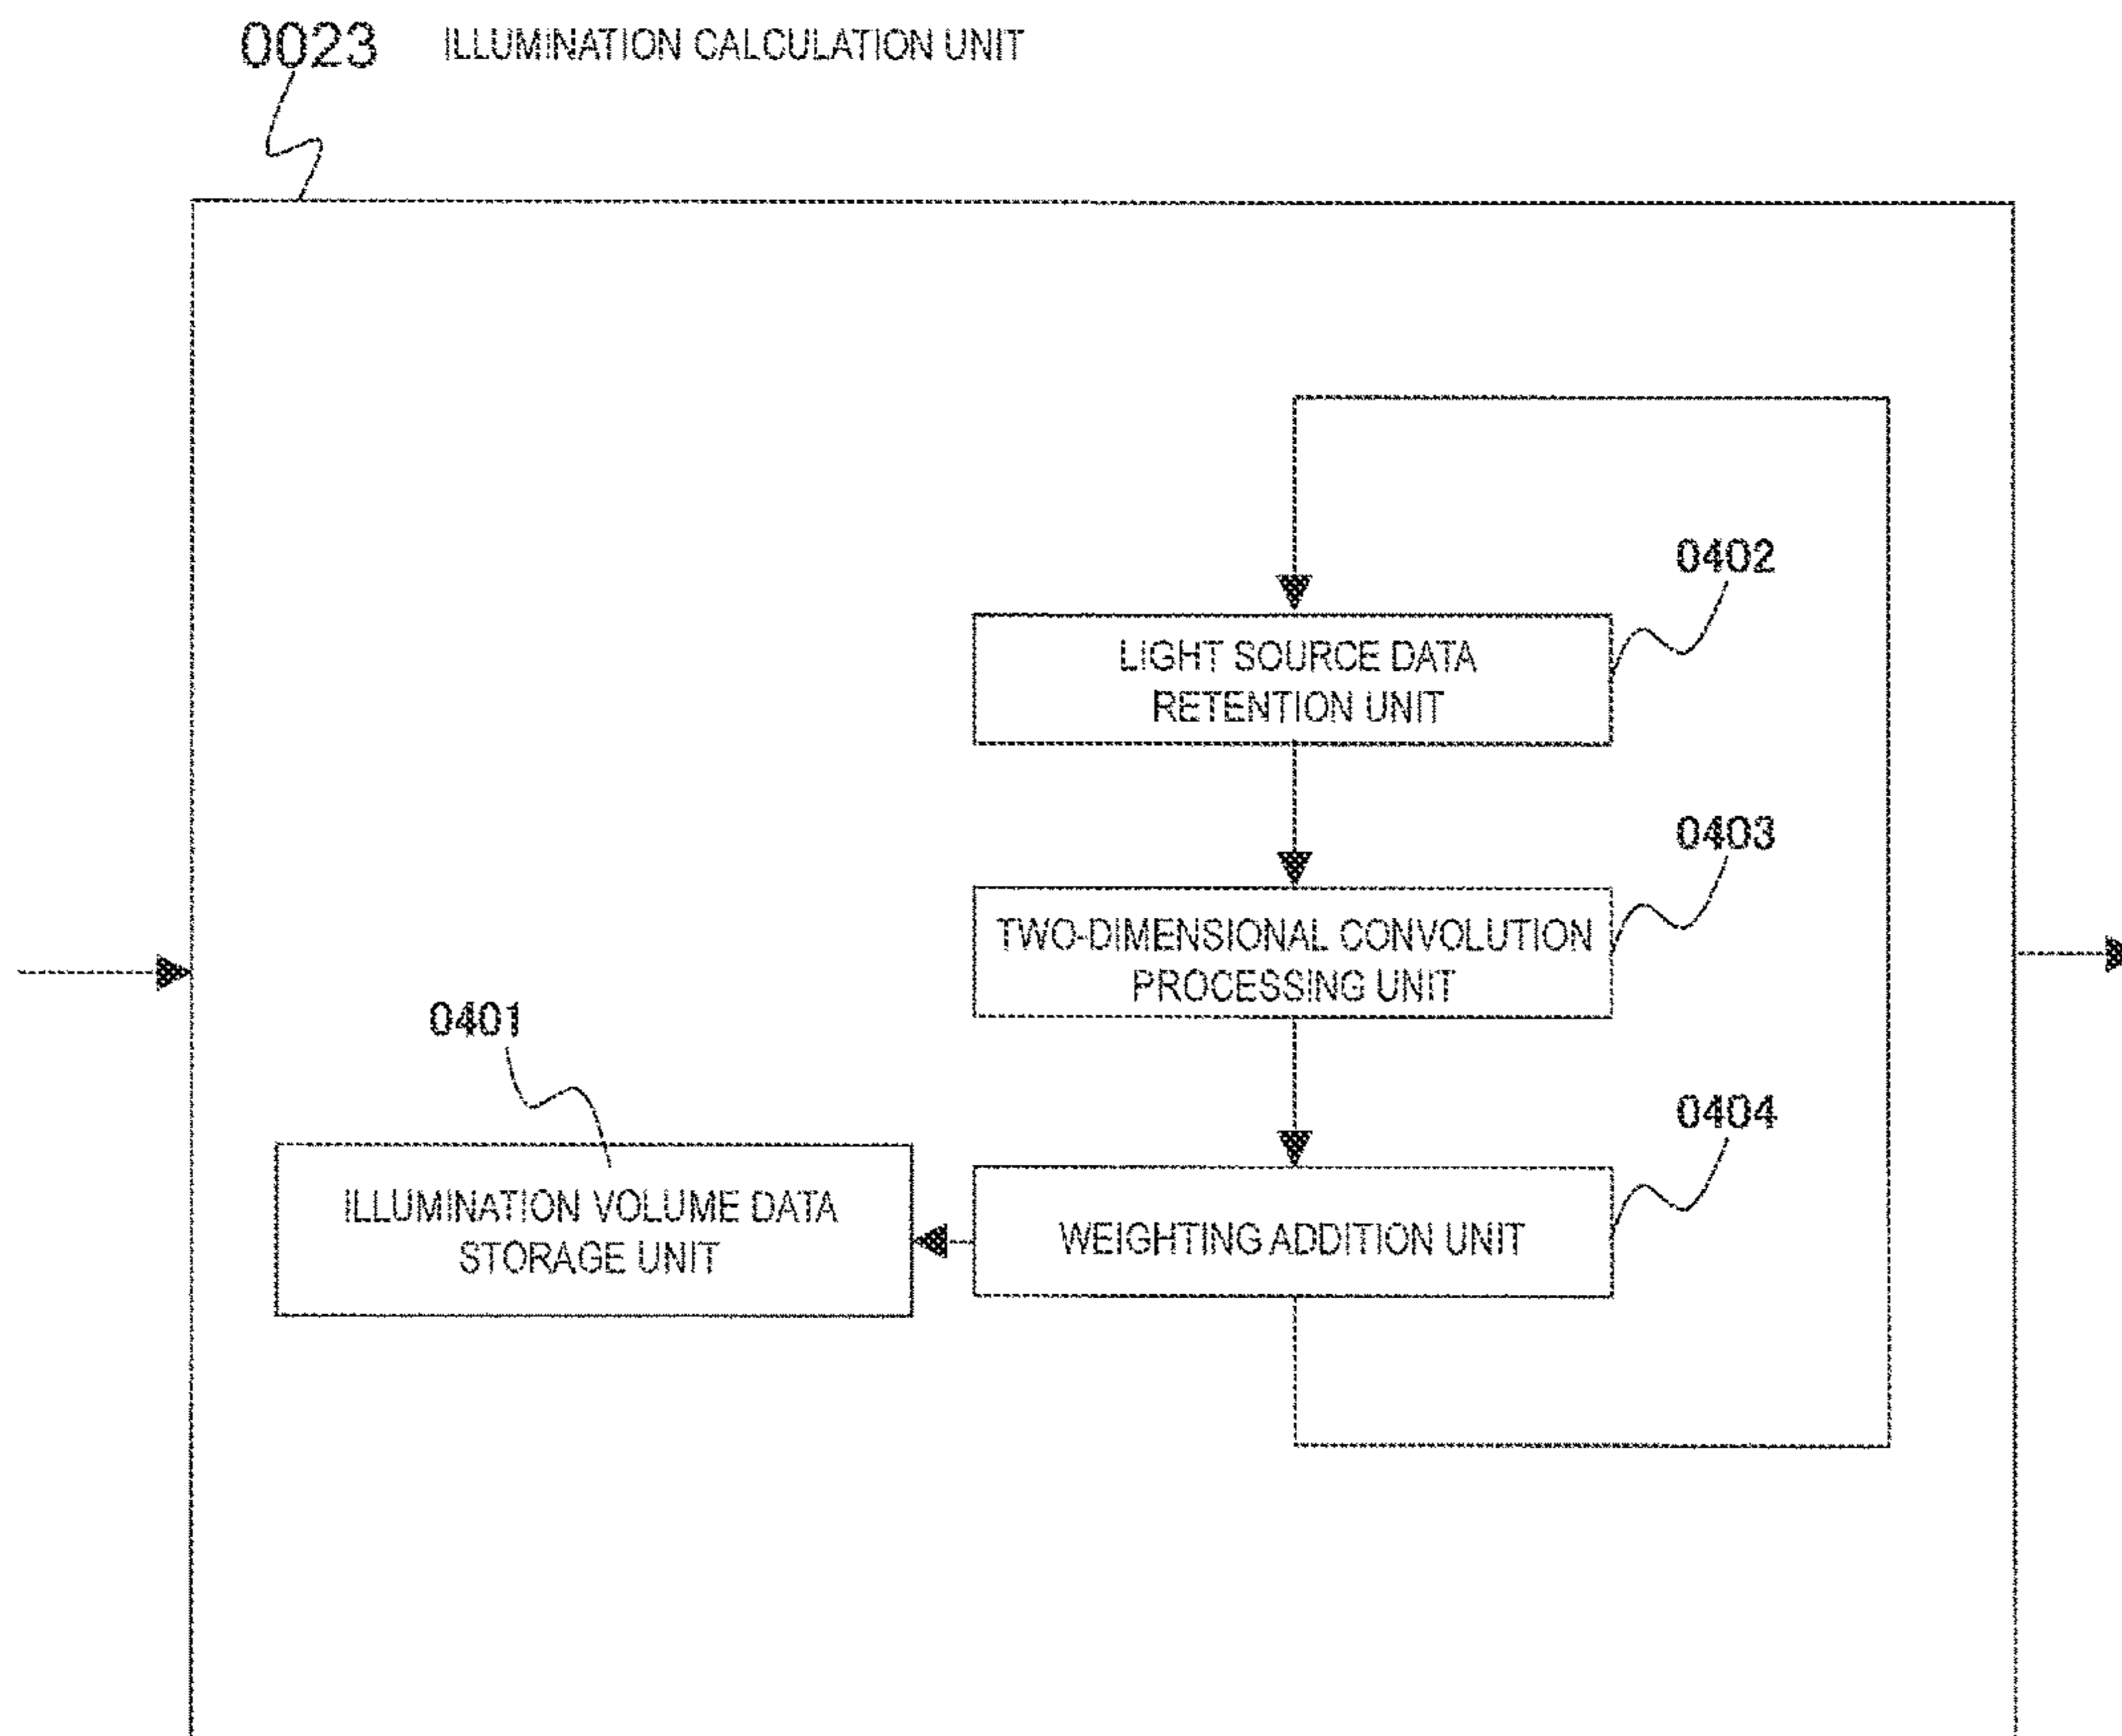 0023 ILLUMINATION CALCULATION UNIT
0402
LIGHT SOURCE DATA
RETENTION UNIT
0403
TWO-DIMENSIONAL CONVOLUTION
PROCESSING UNIT
0401
0404
ILLUMINATION VOLUME DATA
STORAGE UNIT
WEIGHTING ADDITION UNIT